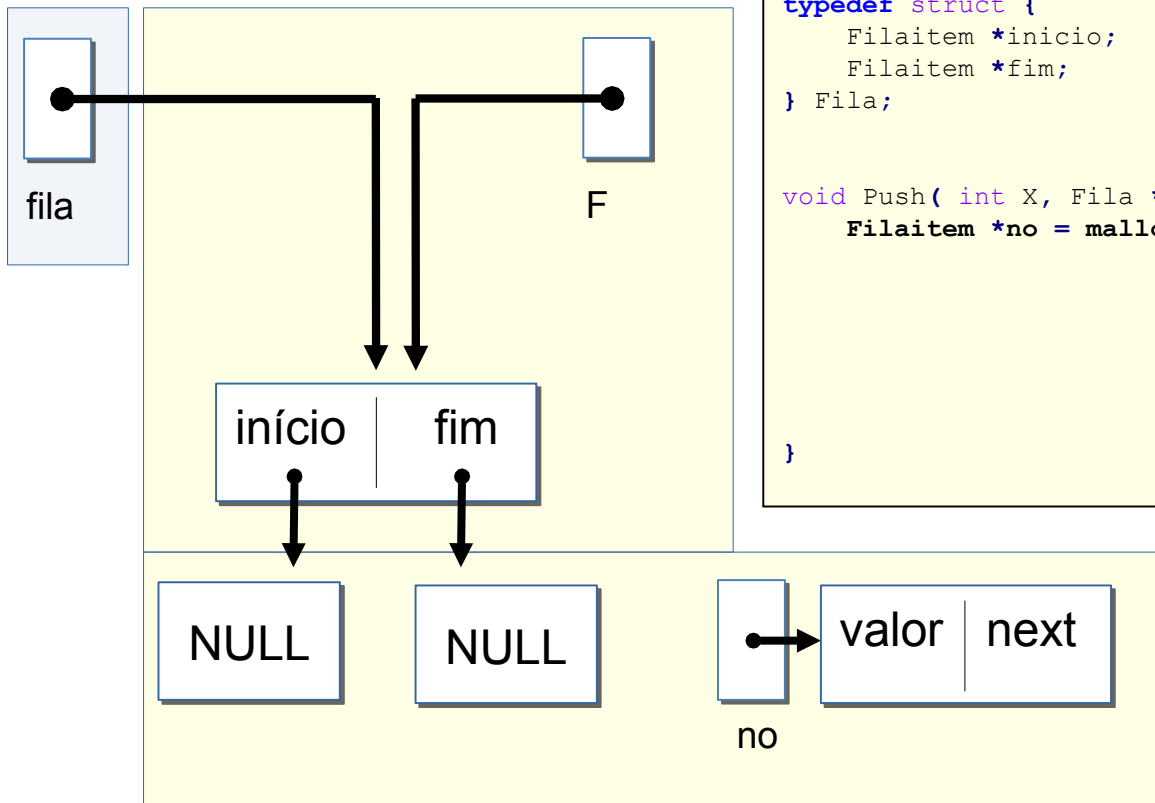 typedef struct {
Filaitem *inicio;
Filaitem *fim;
} Fila;
void Push( int X, Fila *
Filaitem *no = mallo
}
fila
F
início fim
NULL
NULL
valor next
no